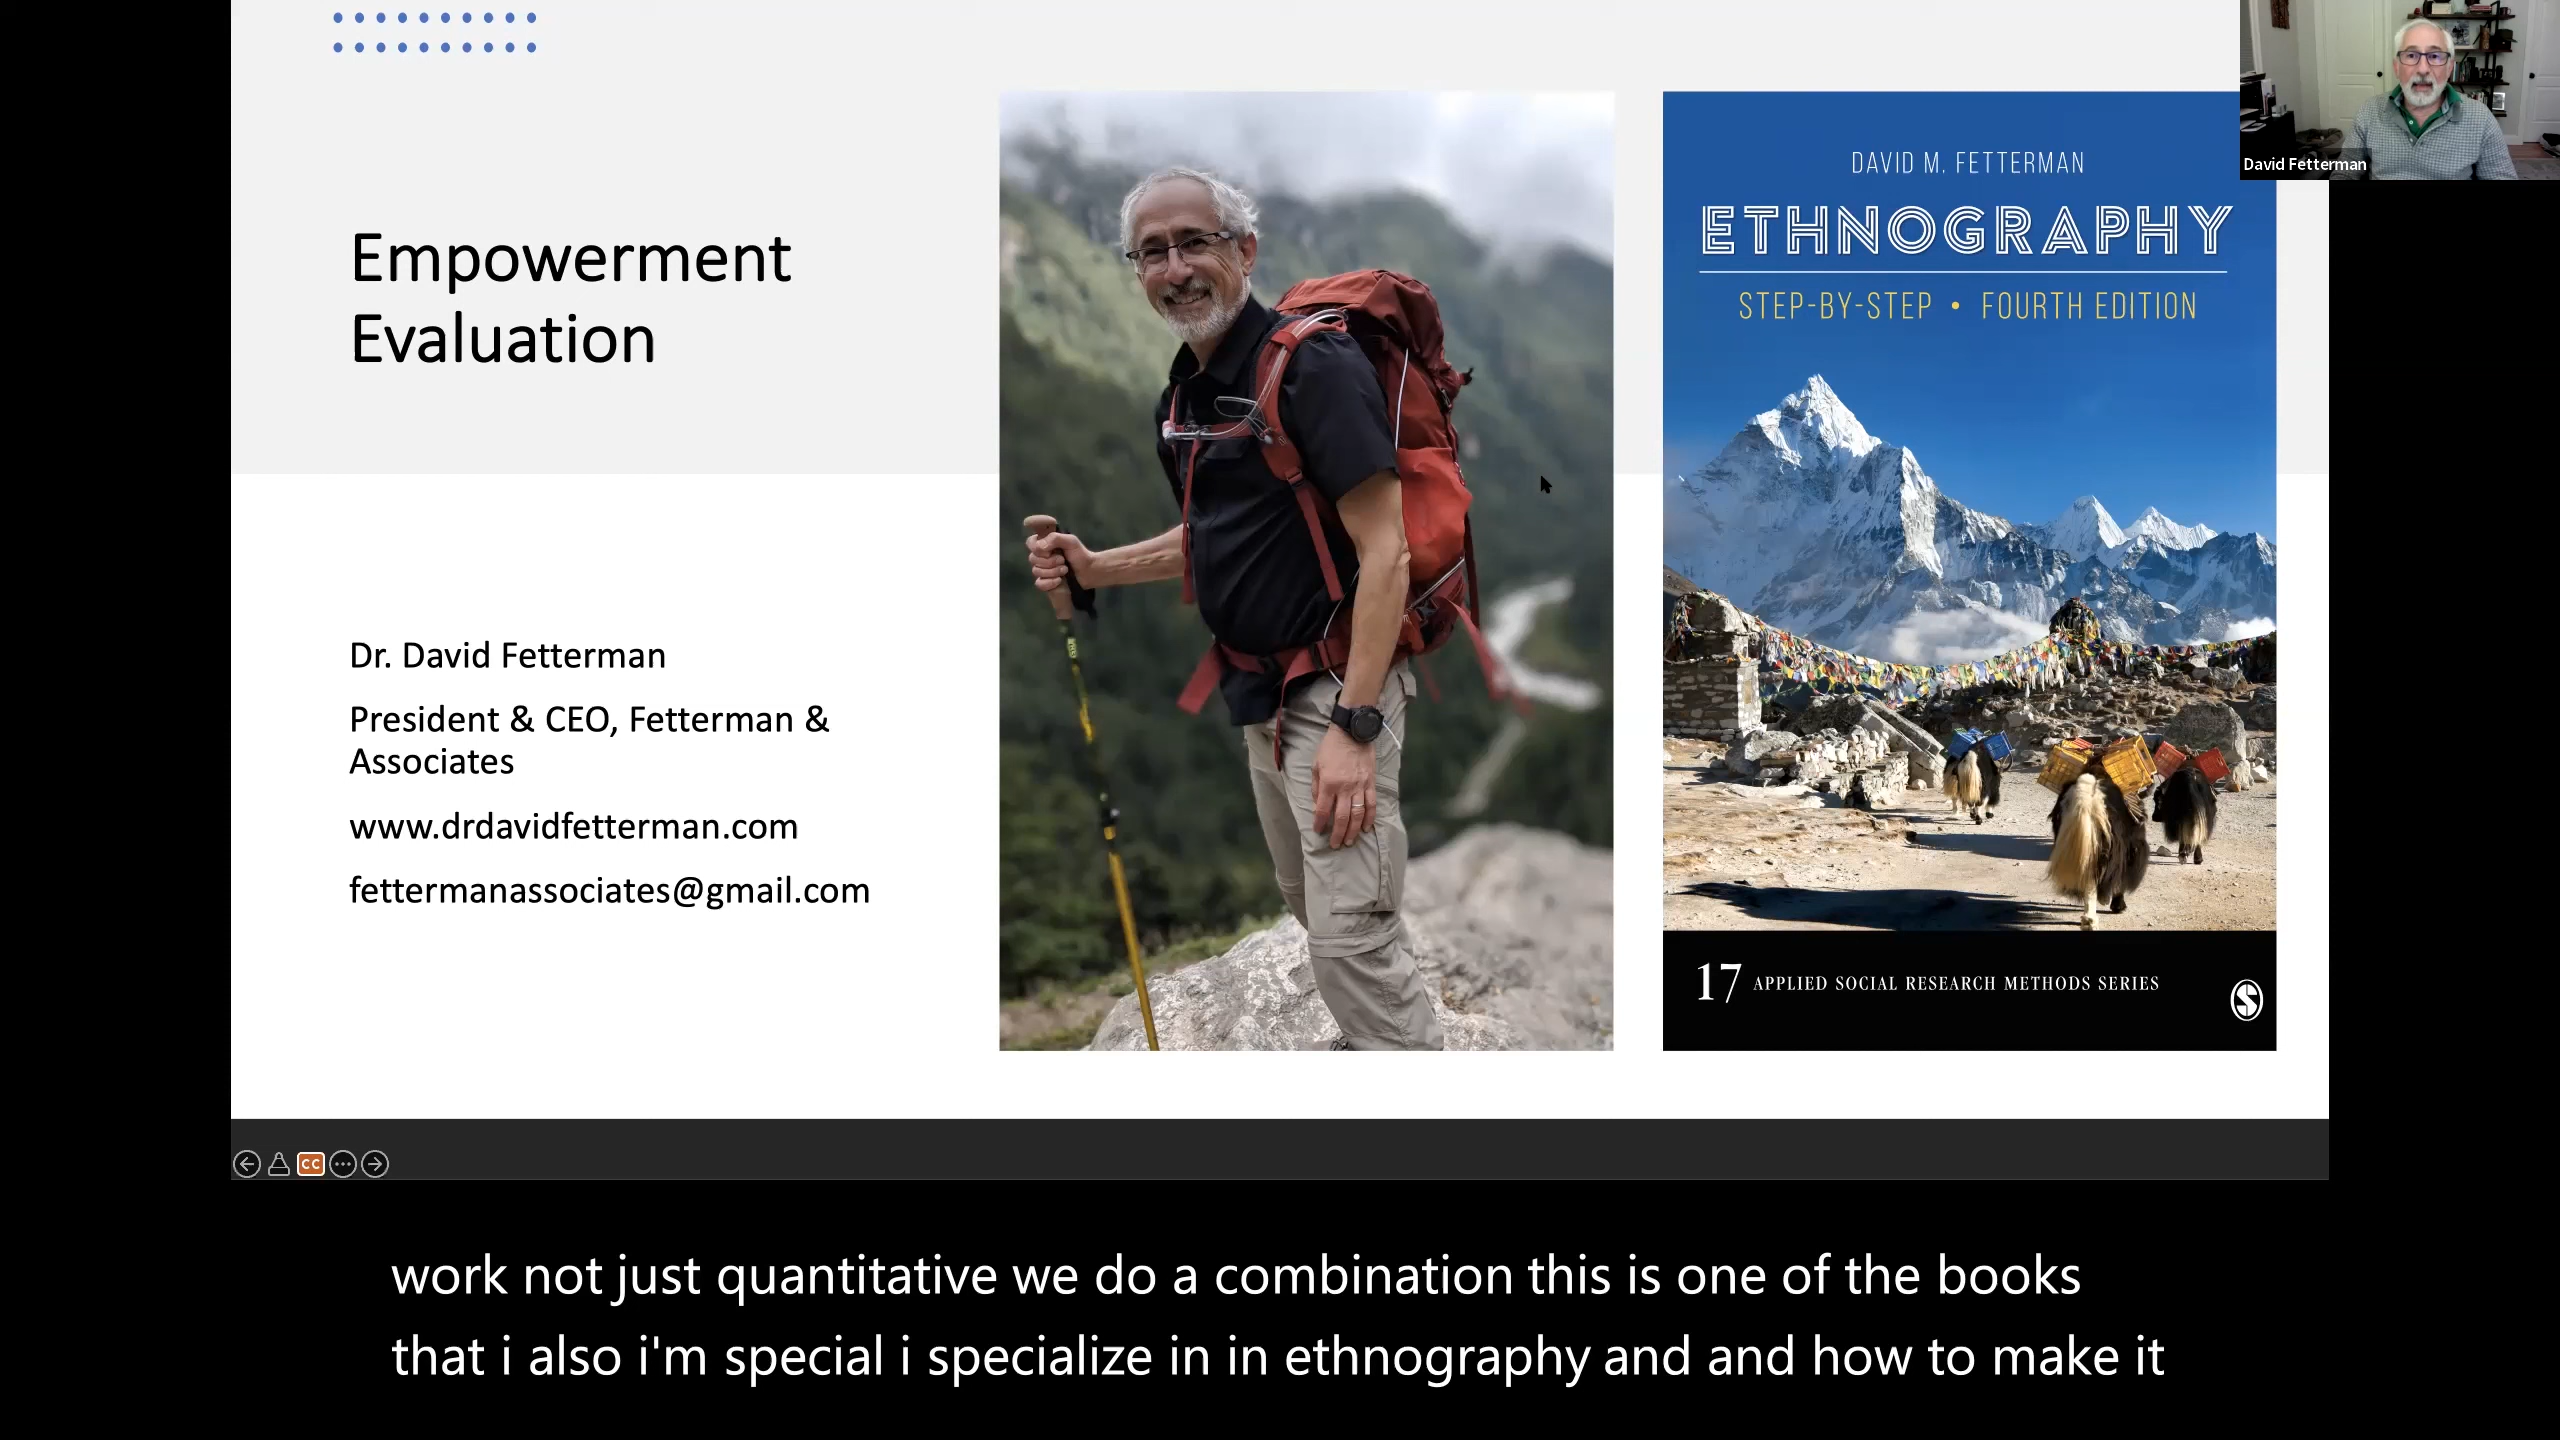 Empowerment
Evaluation
Dr. David Fetterman
President & CEO, Fetterman &
Associates
www.drdavidfetterman.com
fettermanassociates@gmail.com
DAVID M. FETTERMAN
ETHNOGRAPHY
STEP-BY-STEP • FOURTH EDITION
17 APPLIED SOCIAL RESEARCH METHODS SERIES
S
David Fetterman
CC
work not just quantitative we do a combination this is one of the books
that i also i'm special i specialize in in ethnography and and how to make it